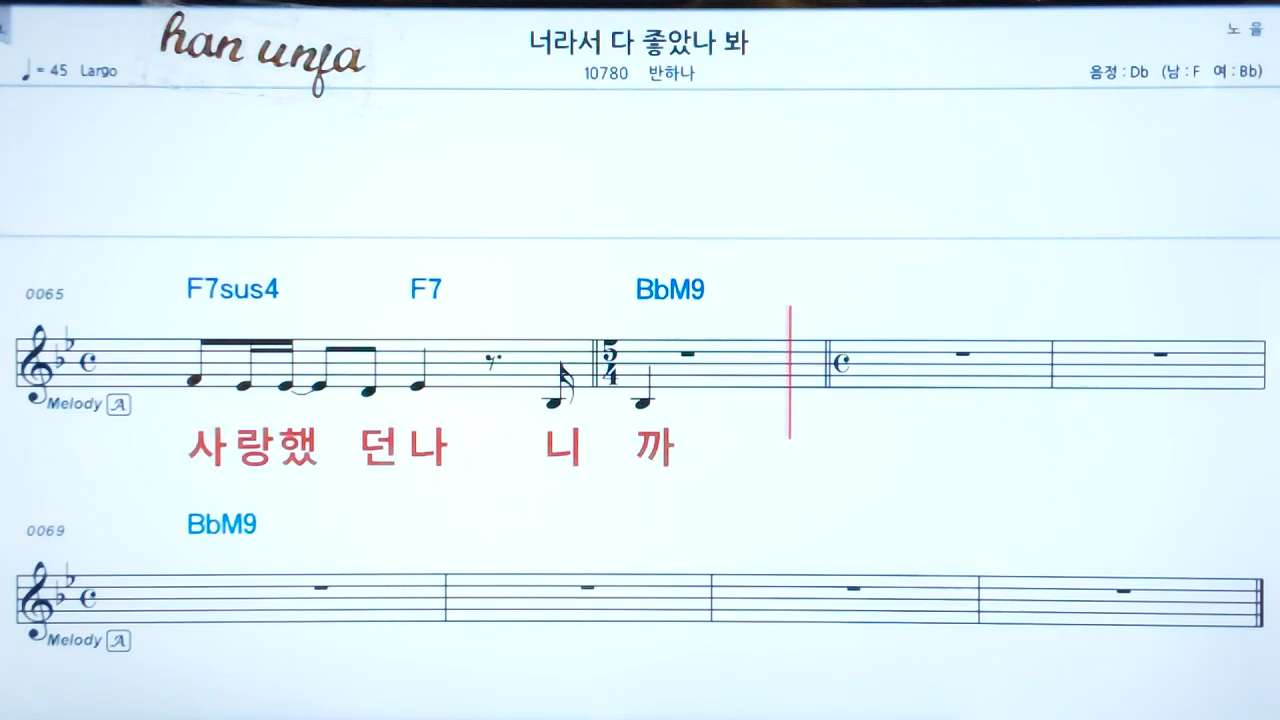 han unja
너라서 다 좋았나 봐
노 을
♩= 45 Largo
10780 반하나
음정 : Db (남 : F 여 : Bb)
0065
F7sus4 F7 BbM9
5
4
Melody A
사랑했 던나 니 까
0069
BbM9
Melody A